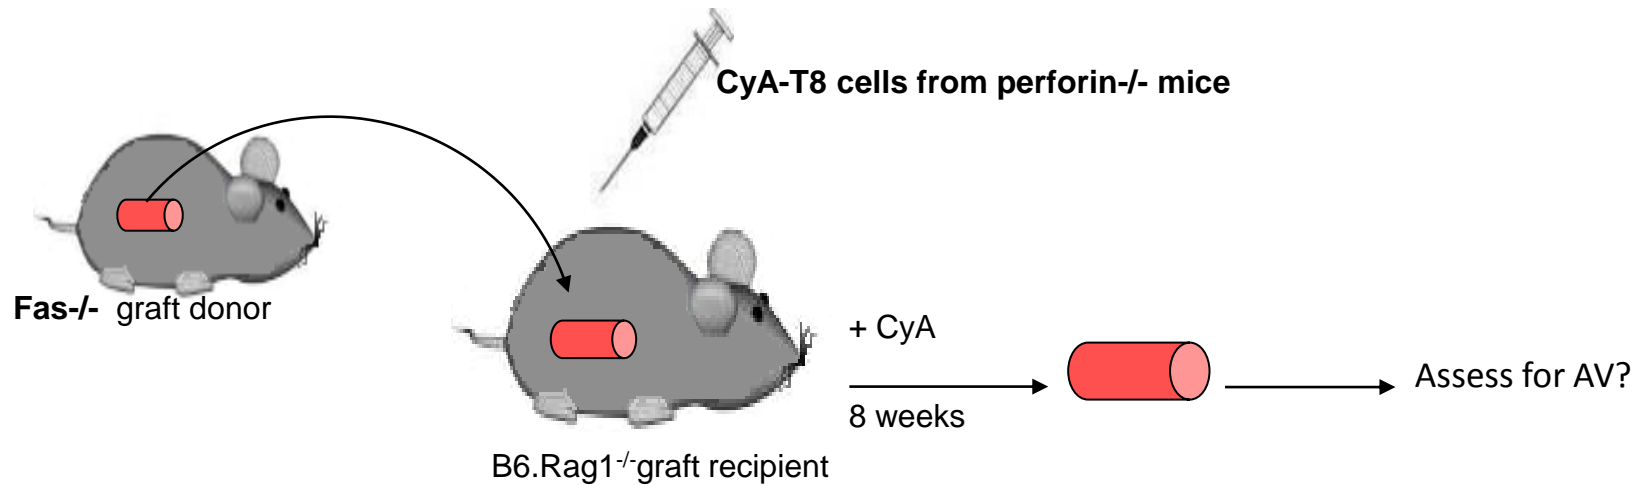 CyA-T8 cells from perforin-/- mice
Fas-/- graft donor
+ CyA
8 weeks
Assess for AV?
B6.Rag1-/-graft recipient